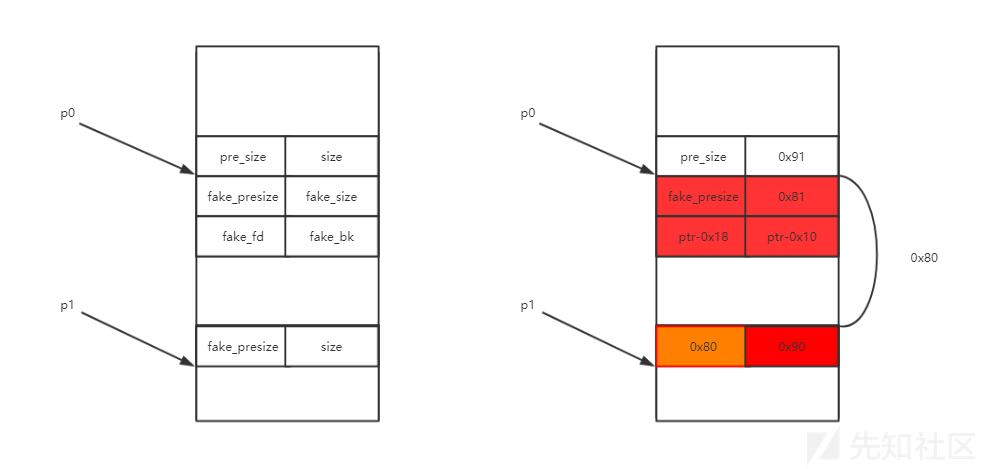 p0
pre_size size
fake_presize fake_size
fake_fd fake_bk
p1
fake_presize size
p0
pre_size 0x91
fake_presize 0x81
ptr-0x18 ptr-0x10
0x80
p1
0x80 0x90
先知社区